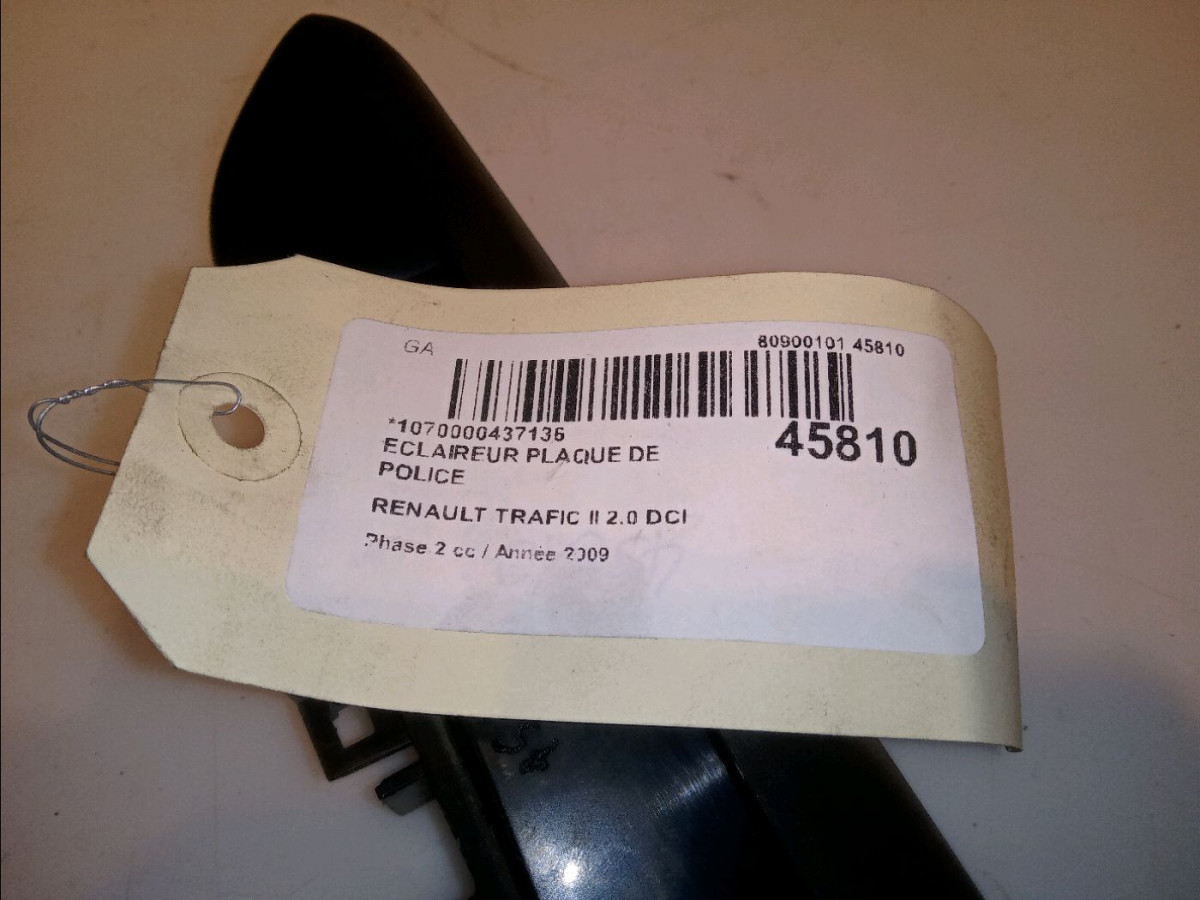 GA
80900101 45810
*1070000437136
45810
ECLAIREUR PLAQUE DE
POLICE
RENAULT TRAFIC II 2.0 DCI
Phase 2 cc / Année 2009